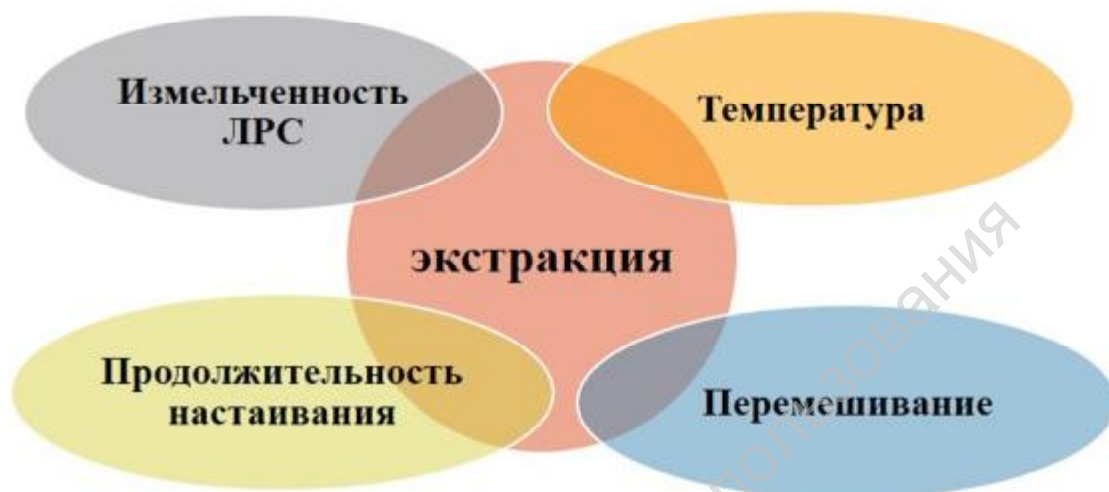 Измельченность
ЛРС
Температура
экстракция
Продолжительность
настаивания
Перемешивание